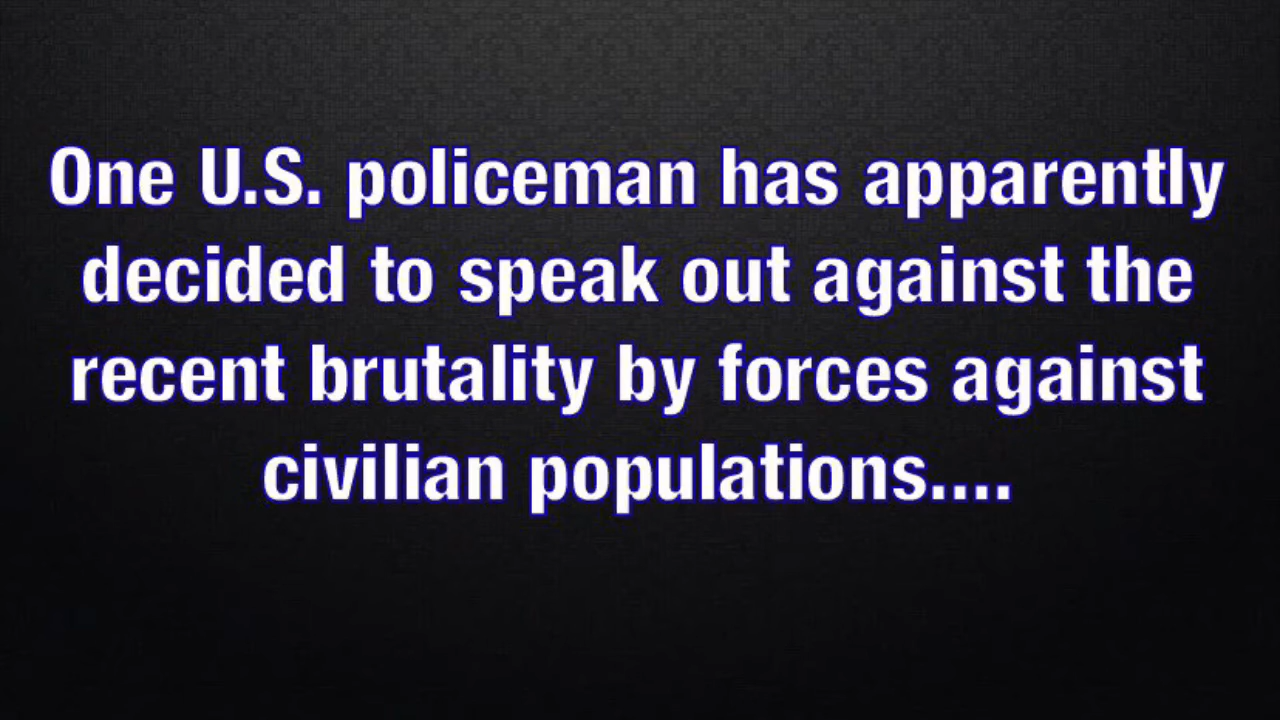 One U.S. policeman has apparently
decided to speak out against the
recent brutality by forces against
civilian populations....